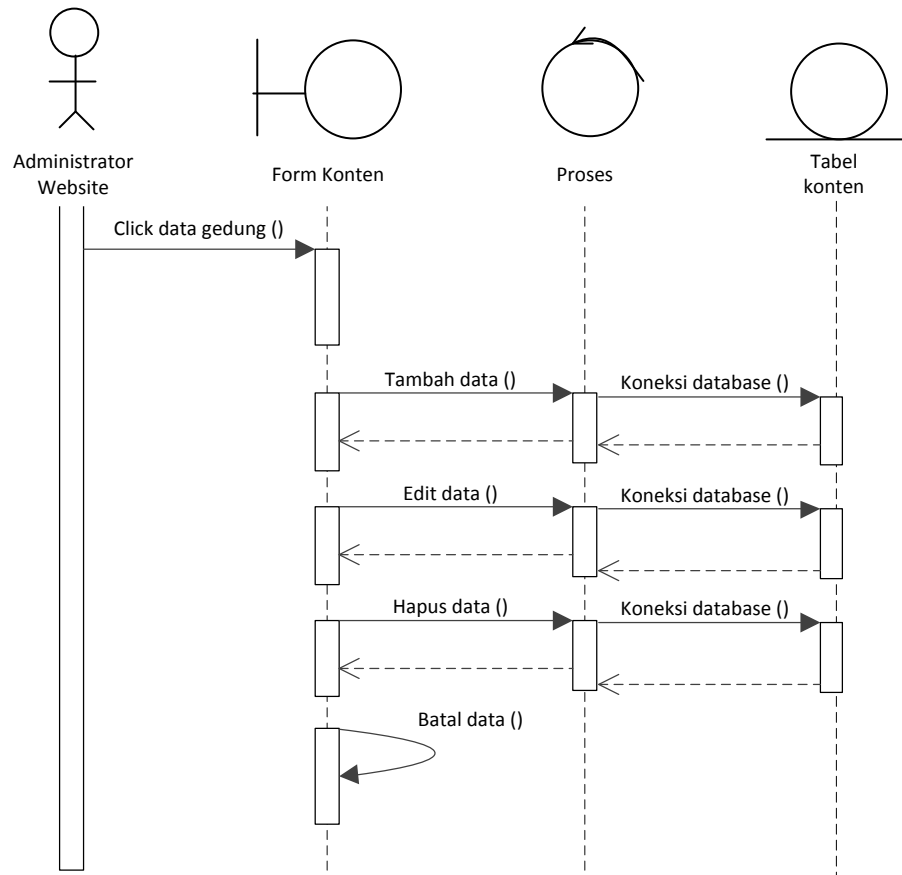 Administrator
Website
Form Konten
Proses
Tabel
konten
Click data gedung ()
Tambah data ()
Koneksi database ()
Edit data ()
Koneksi database ()
Hapus data ()
Koneksi database ()
Batal data ()